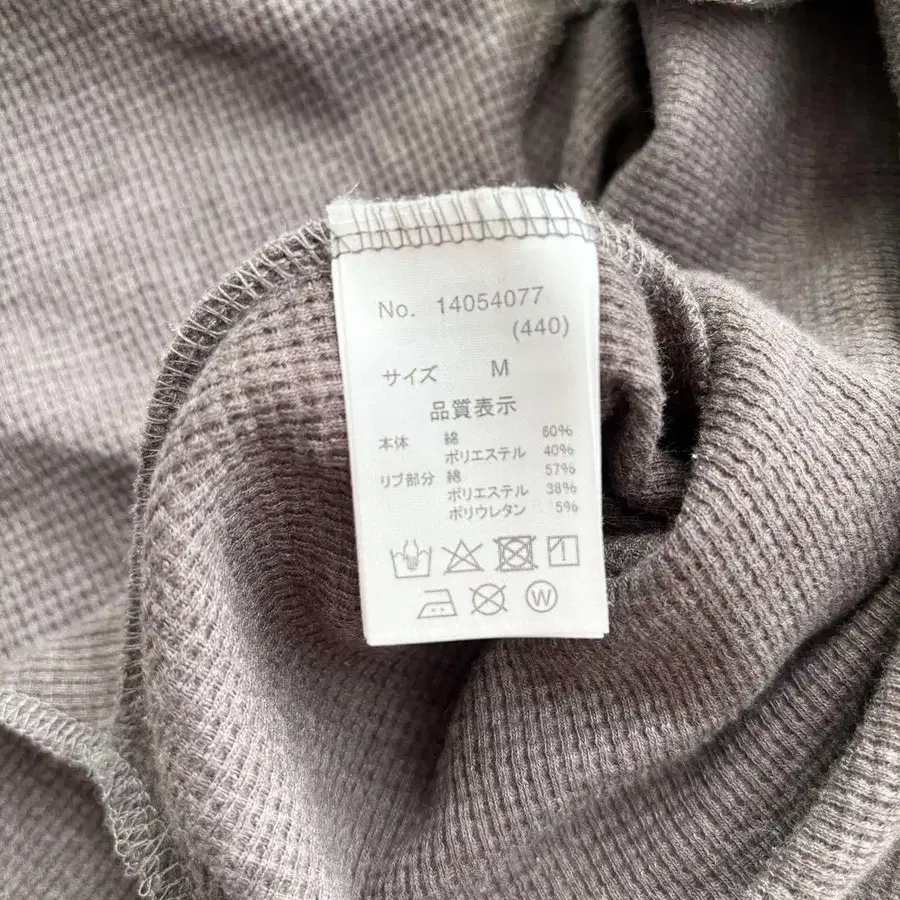 No. 14054077
(440)
サイズ M
品質表示
本体 綿 60%
ポリエステル 40%
リブ部分 綿 57%
ポリエステル 38%
ポリウレタン 5%
W